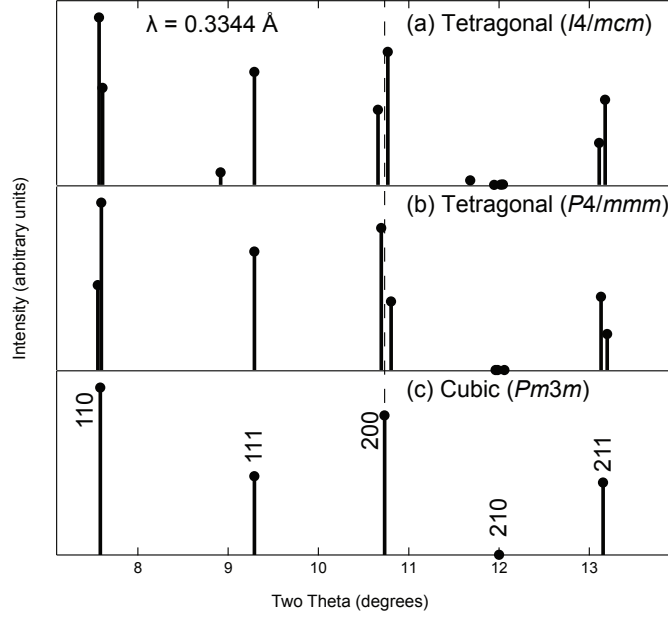 λ = 0.3344 Å
(a) Tetragonal (I4/mcm)
(b) Tetragonal (P4/mmm)
(c) Cubic (Pm3m)
Intensity (arbitrary units)
110
111
200
210
211
8 9 10 11 12 13
Two Theta (degrees)